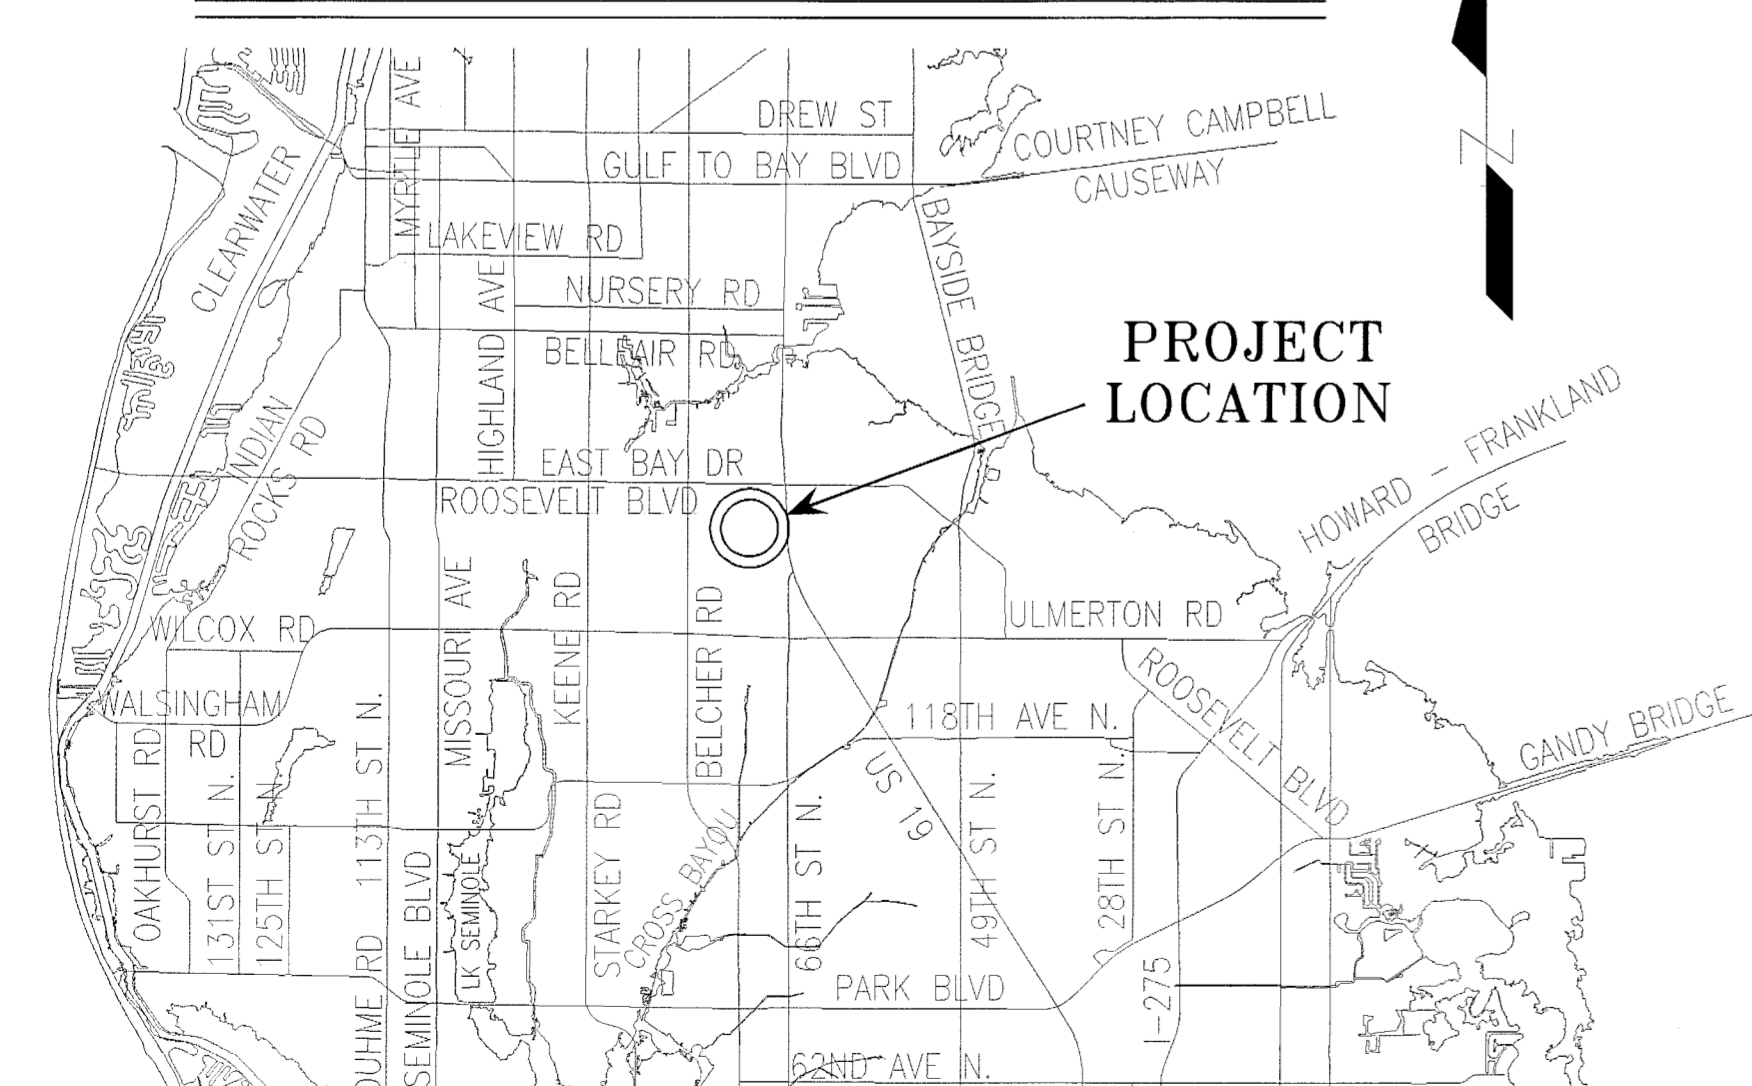 MYRTLE AVE
DREW ST
COURTNEY CAMPBELL
CAUSEWAY
GULF TO BAY BLVD
CLEARWATER
LAKEVIEW RD
BAYSIDE BRIDGE
NURSERY RD
HIGHLAND AVE
BELLEAIR RD
PROJECT
LOCATION
N
INDIAN
ROCKS RD
EAST BAY DR
ROOSEVELT BLVD
HOWARD - FRANKLAND
BRIDGE
WILCOX RD
MISSOURI AVE
KEENE RD
BELCHER RD
ULMERTON RD
WALSINGHAM
RD
ROOSEVELT BLVD
118TH AVE N.
GANDY BRIDGE
US 19
OAKHURST RD
131ST ST N.
125TH ST N.
113TH ST N.
SEMINOLE BLVD
LK SEMINOLE
STARKEY RD
CROSS BAYOU
66TH ST N.
49TH ST N.
28TH ST N.
I-275
PARK BLVD
DUHME RD
62ND AVE N.